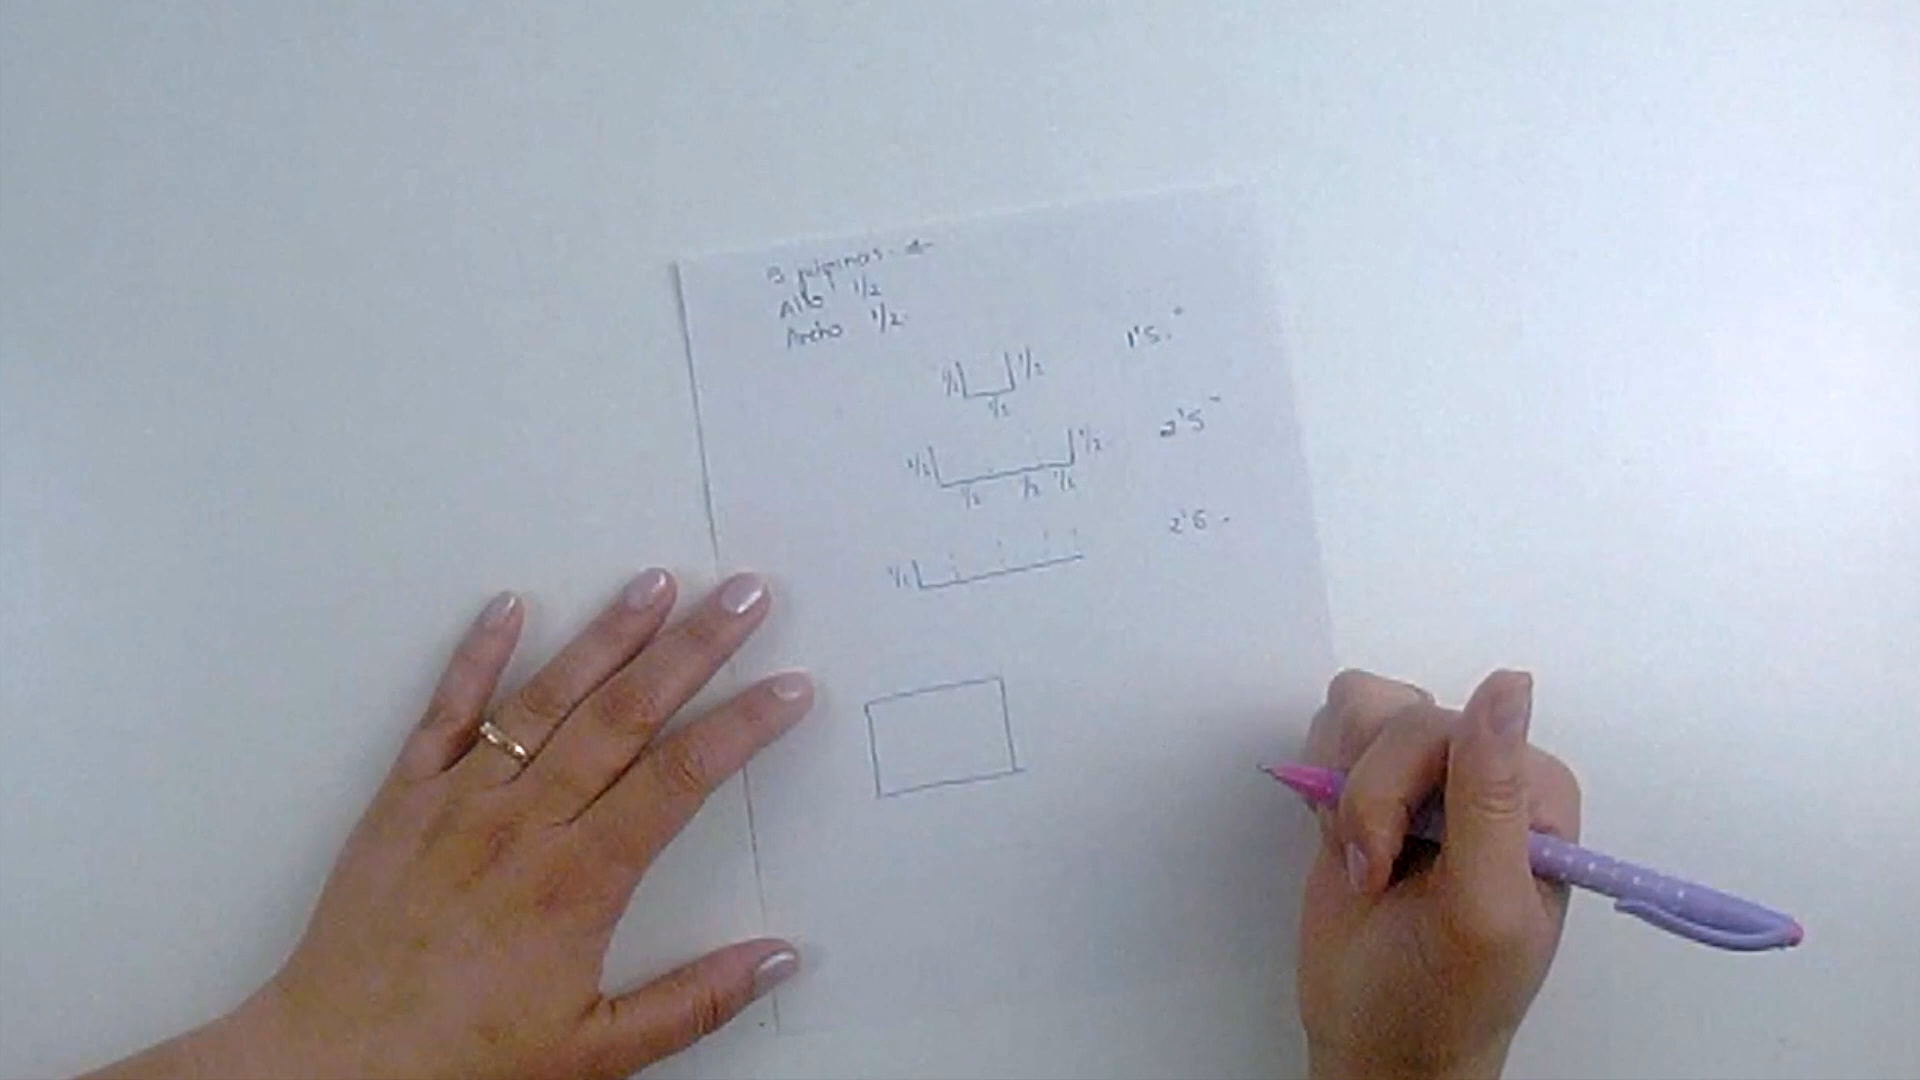 3 páginas.
Alto 1/2
Ancho 1/2.
1'5."
1/2 1/2
1/2
2'5"
1/2 1/2.
1/2 1/2 1/2
2'5.
1/2